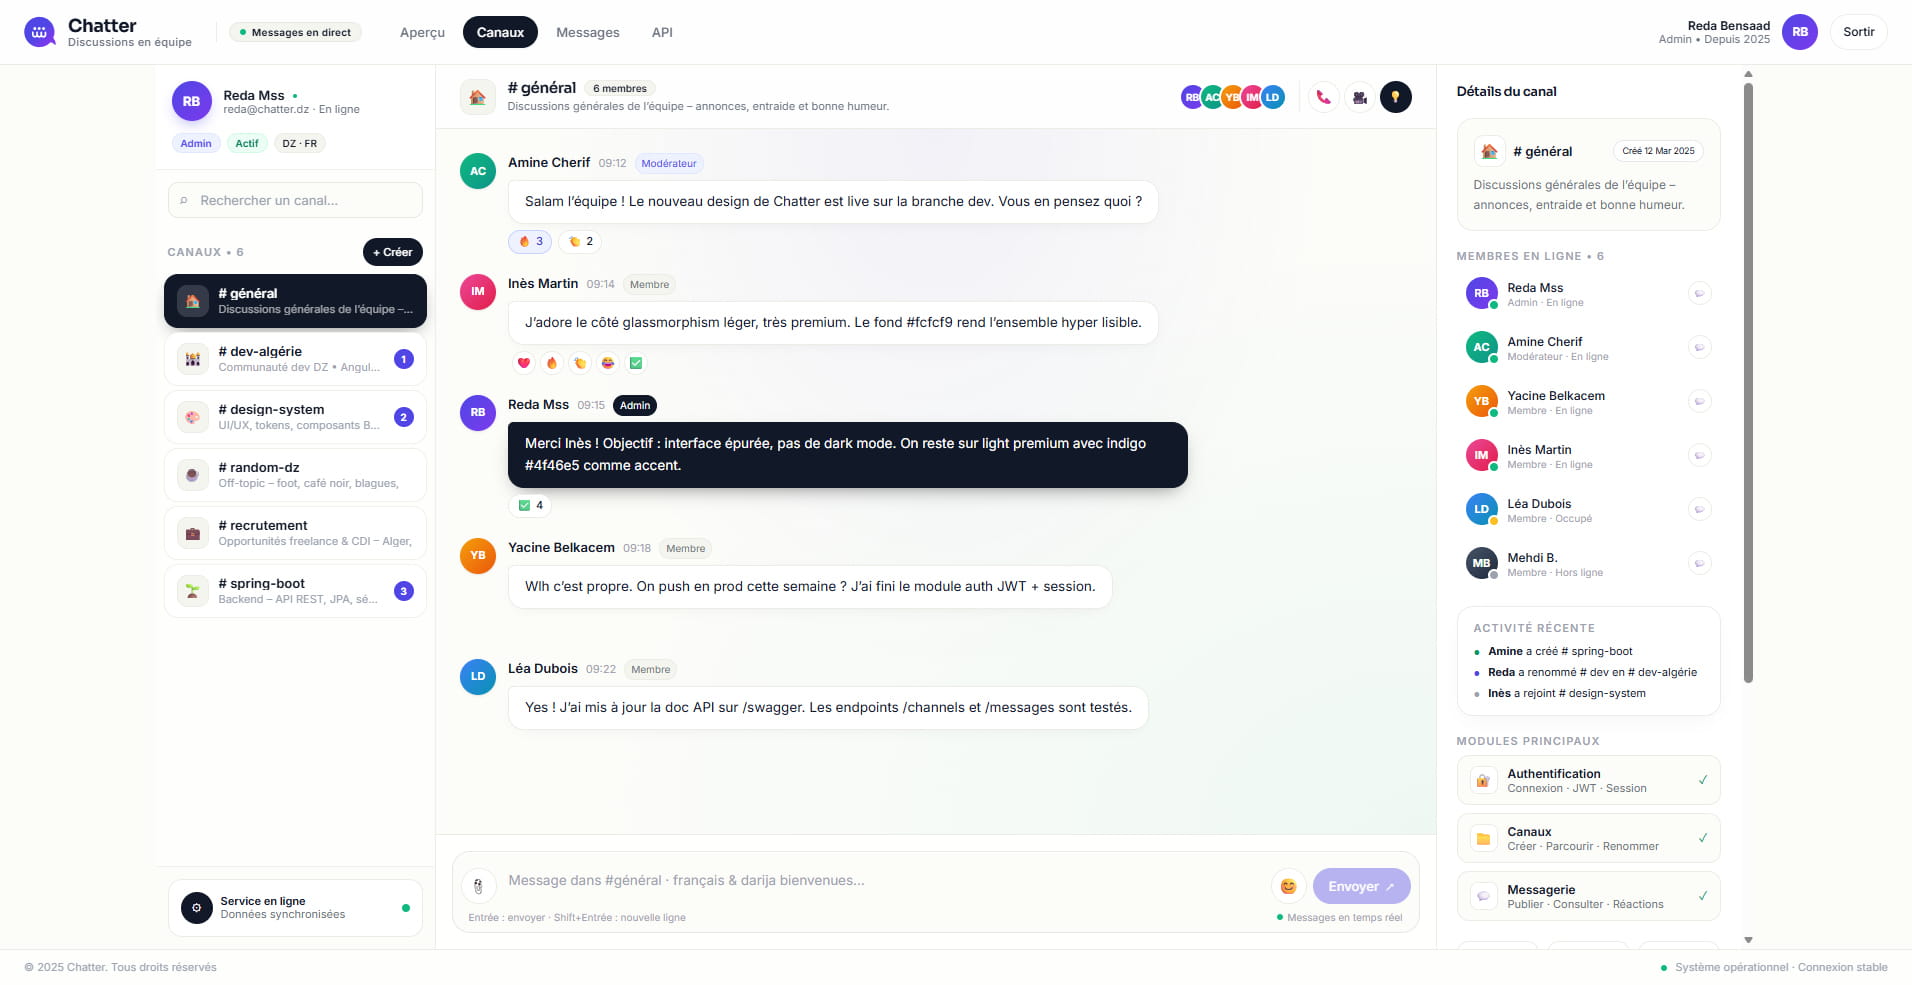 Chatter
Discussions en équipe
Messages en direct
Aperçu
Canaux
Messages
API
Reda Bensaad
Admin • Depuis 2025
RB
Sortir
RB
Reda Mss
reda@chatter.dz · En ligne
Admin
Actif
DZ · FR
Rechercher un canal...
CANAUX • 6
+ Créer
# général
Discussions générales de l'équipe –...
# dev-algérie
Communauté dev DZ • Angul...
1
# design-system
UI/UX, tokens, composants B...
2
# random-dz
Off-topic – foot, café noir, blagues,
# recrutement
Opportunités freelance & CDI – Alger,
# spring-boot
Backend – API REST, JPA, sé...
3
Service en ligne
Données synchronisées
# général
6 membres
Discussions générales de l'équipe – annonces, entraide et bonne humeur.
RB
AC
YB
IM
LD
AC
Amine Cherif
09:12
Modérateur
Salam l'équipe ! Le nouveau design de Chatter est live sur la branche dev. Vous en pensez quoi ?
3
2
IM
Inès Martin
09:14
Membre
J'adore le côté glassmorphism léger, très premium. Le fond #fcfcf9 rend l'ensemble hyper lisible.
RB
Reda Mss
09:15
Admin
Merci Inès ! Objectif : interface épurée, pas de dark mode. On reste sur light premium avec indigo
#4f46e5 comme accent.
4
YB
Yacine Belkacem
09:18
Membre
Wlh c'est propre. On push en prod cette semaine ? J'ai fini le module auth JWT + session.
LD
Léa Dubois
09:22
Membre
Yes ! J'ai mis à jour la doc API sur /swagger. Les endpoints /channels et /messages sont testés.
Message dans #général · français & darija bienvenues...
Envoyer ↗
Entrée : envoyer · Shift+Entrée : nouvelle ligne
Messages en temps réel
Détails du canal
# général
Créé 12 Mar 2025
Discussions générales de l'équipe –
annonces, entraide et bonne humeur.
MEMBRES EN LIGNE • 6
RB
Reda Mss
Admin · En ligne
AC
Amine Cherif
Modérateur · En ligne
YB
Yacine Belkacem
Membre · En ligne
IM
Inès Martin
Membre · En ligne
LD
Léa Dubois
Membre · Occupé
MB
Mehdi B.
Membre · Hors ligne
ACTIVITÉ RÉCENTE
Amine a créé # spring-boot
Reda a renommé # dev en # dev-algérie
Inès a rejoint # design-system
MODULES PRINCIPAUX
Authentification
Connexion · JWT · Session
✓
Canaux
Créer · Parcourir · Renommer
✓
Messagerie
Publier · Consulter · Réactions
✓
© 2025 Chatter. Tous droits réservés
Système opérationnel · Connexion stable